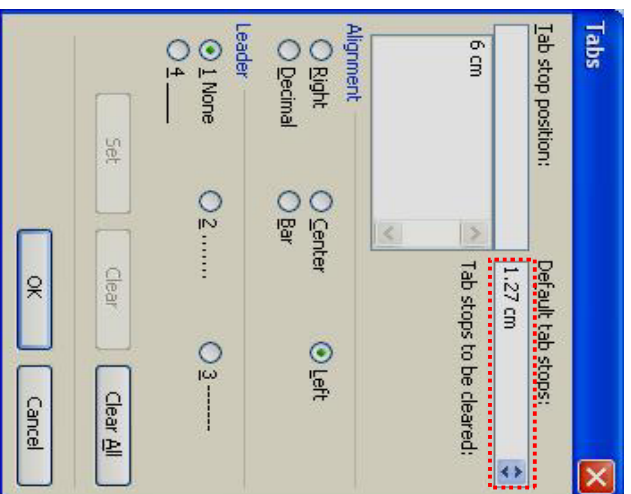 Tabs
Tab stop position: Default tab stops:
1.27 cm
6 cm Tab stops to be cleared:
Alignment
Right Center Left
Decimal Bar
Leader
1 None 2 ....... 3 -------
4 ____
Set Clear Clear All
OK Cancel